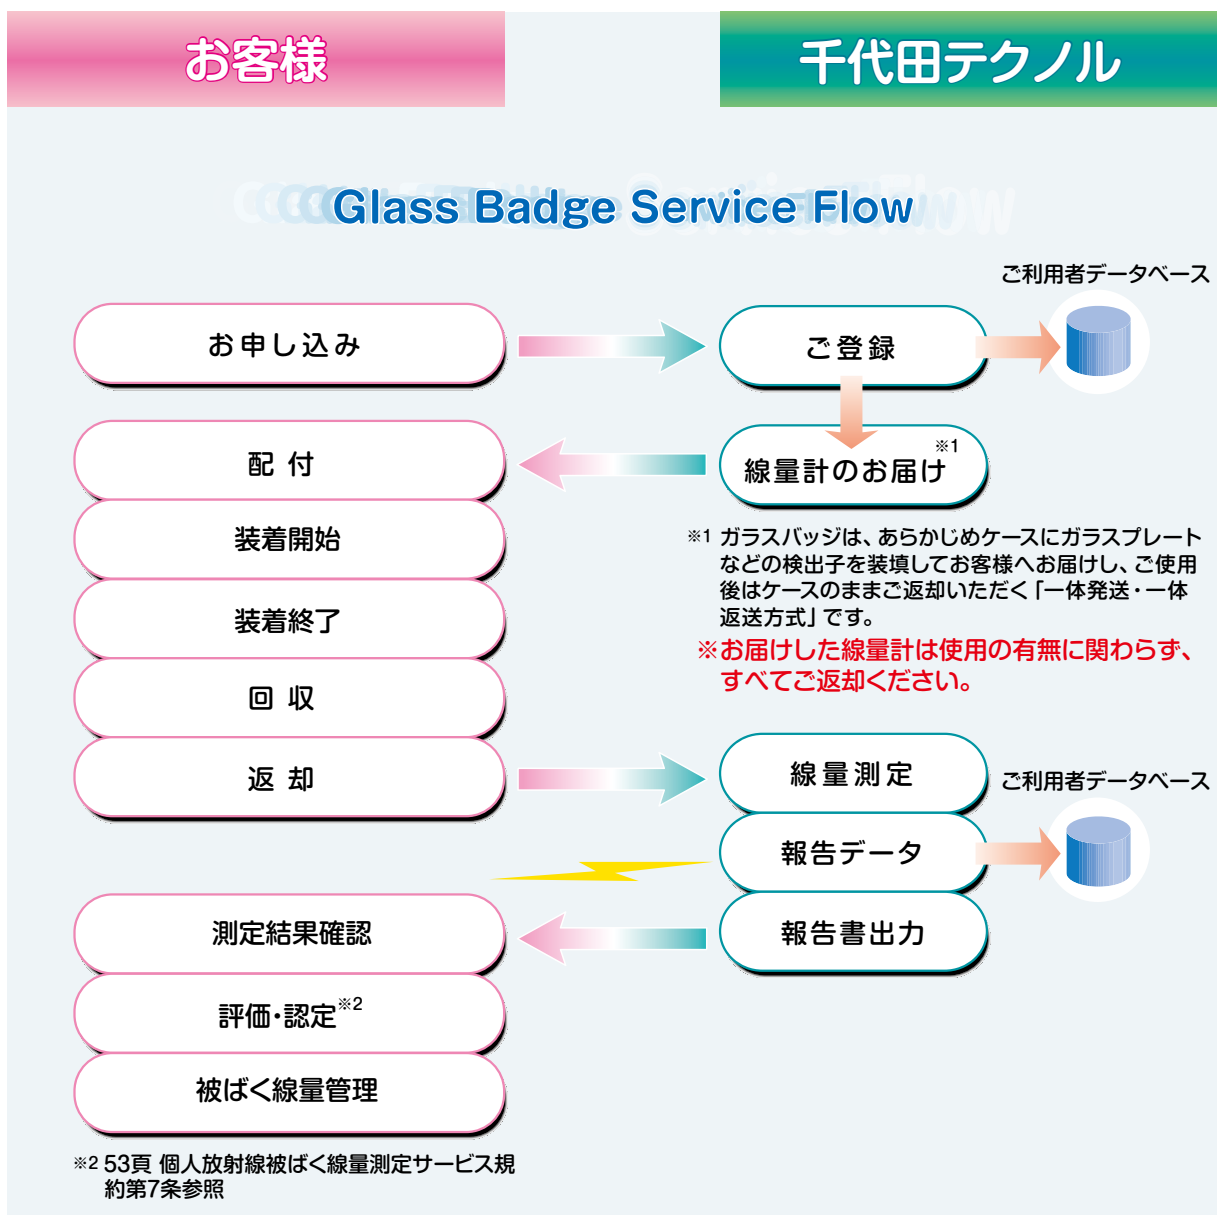 お客様
千代田テクノル
Glass Badge Service Flow
ご利用者データベース
お申し込み
ご登録
配付
線量計のお届け※1
装着開始
※1 ガラスバッジは、あらかじめケースにガラスプレート
などの検出子を装填してお客様へお届けし、ご使用
後はケースのままご返却いただく「一体発送・一体
返送方式」です。
※お届けした線量計は使用の有無に関わらず、
すべてご返却ください。
装着終了
回収
返却
線量測定
ご利用者データベース
報告データ
報告書出力
測定結果確認
評価・認定※2
被ばく線量管理
※2 53頁 個人放射線被ばく線量測定サービス規
約第7条参照